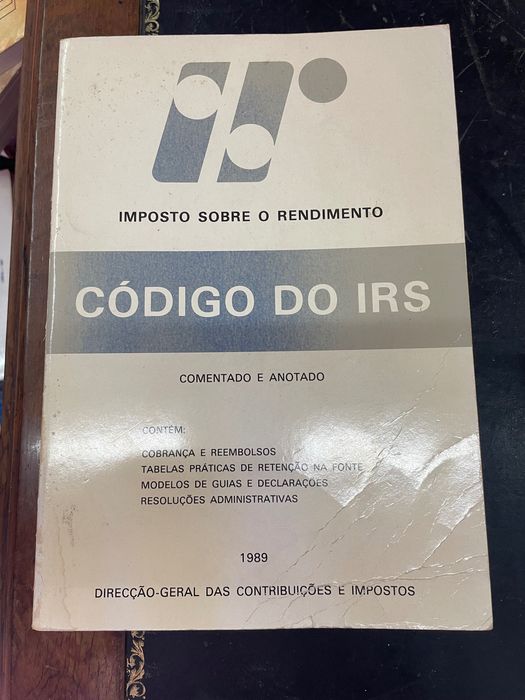 IMPOSTO SOBRE O RENDIMENTO
CÓDIGO DO IRS
COMENTADO E ANOTADO
CONTÉM:
COBRANÇA E REEMBOLSOS
TABELAS PRÁTICAS DE RETENÇÃO NA FONTE
MODELOS DE GUIAS E DECLARAÇÕES
RESOLUÇÕES ADMINISTRATIVAS
1989
DIRECÇÃO-GERAL DAS CONTRIBUIÇÕES E IMPOSTOS